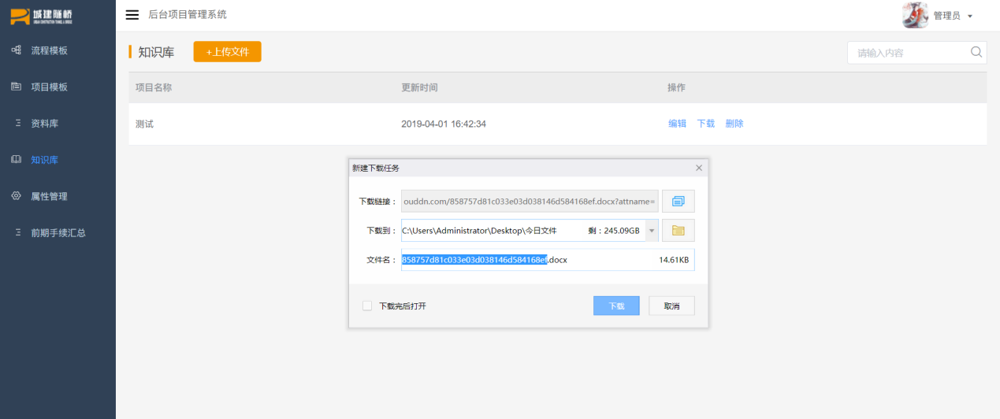 城建隧桥
URBAN CONSTRUCTION TUNNEL & BRIDGE
后台项目管理系统
管理员
流程模板
项目模板
资料库
知识库
属性管理
前期手续汇总
知识库
+上传文件
请输入内容
项目名称 更新时间 操作
测试 2019-04-01 16:42:34 编辑 下载 删除
新建下载任务
下载链接： ouddn.com/858757d81c033e03d038146d584168ef.docx?attname=
下载到： C:\Users\Administrator\Desktop\今日文件 剩：245.09GB
文件名： 858757d81c033e03d038146d584168ef.docx 14.61KB
下载完后打开
下载 取消